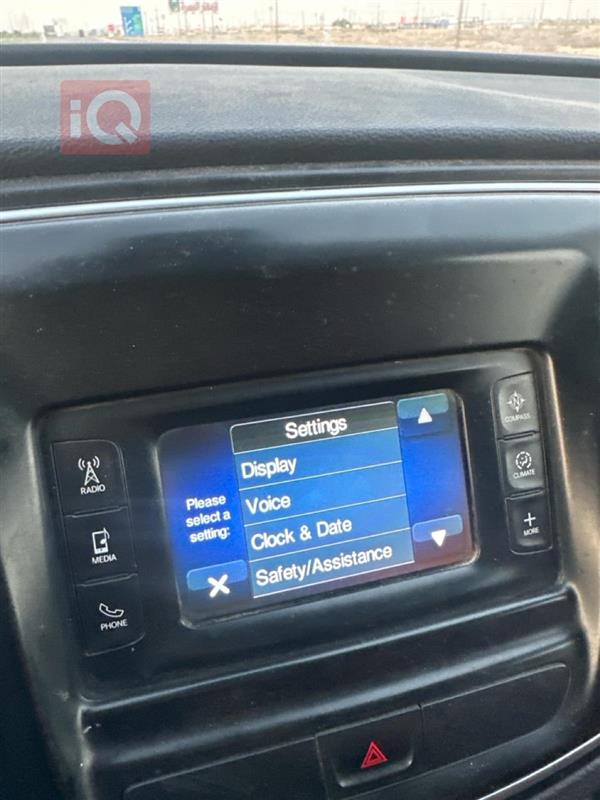 iQ
Settings
Display
Voice
Clock & Date
Safety/Assistance
Please
select a
setting:
RADIO
MEDIA
PHONE
N
COMPASS
CLIMATE
MORE